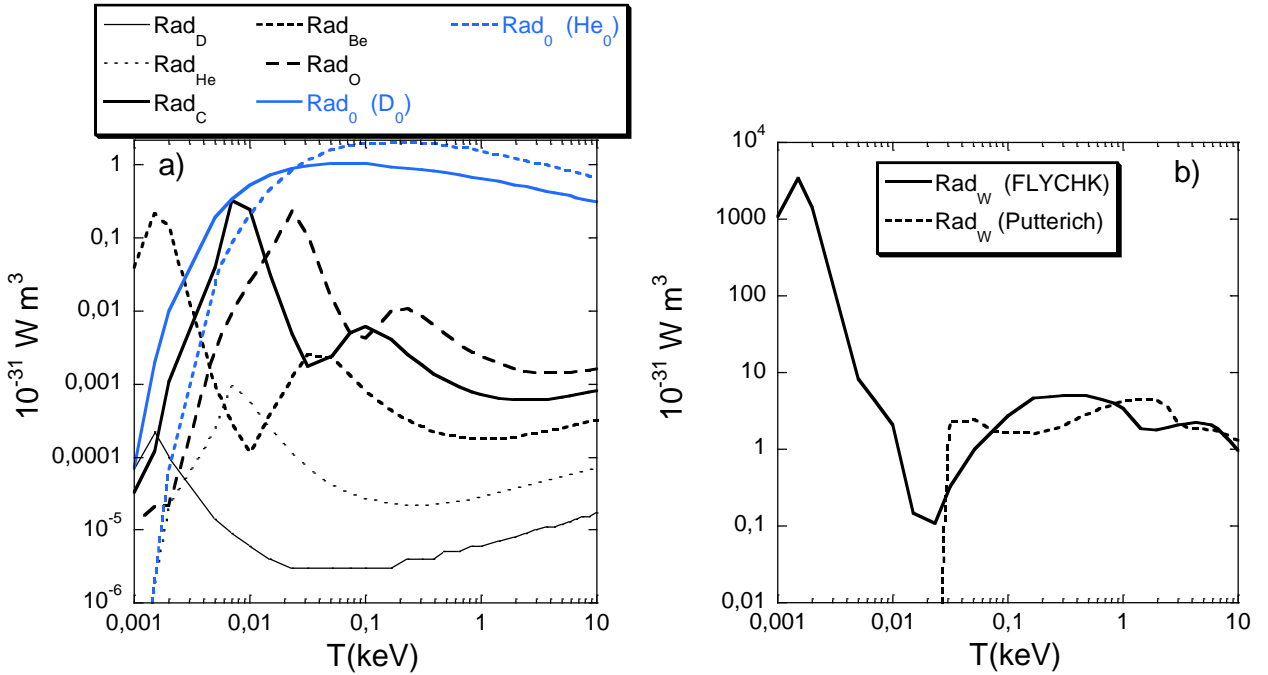 Rad_D Rad_Be Rad_0 (He_0)
Rad_He Rad_O
Rad_C Rad_0 (D_0)
a)
10^-31 W m^3
1
0,1
0,01
0,001
0,0001
10^-5
10^-6
0,001 0,01 0,1 1 10
T(keV)
b)
Rad_W (FLYCHK)
Rad_W (Putterich)
10^-31 W m^3
10^4
1000
100
10
1
0,1
0,01
0,001 0,01 0,1 1 10
T(keV)